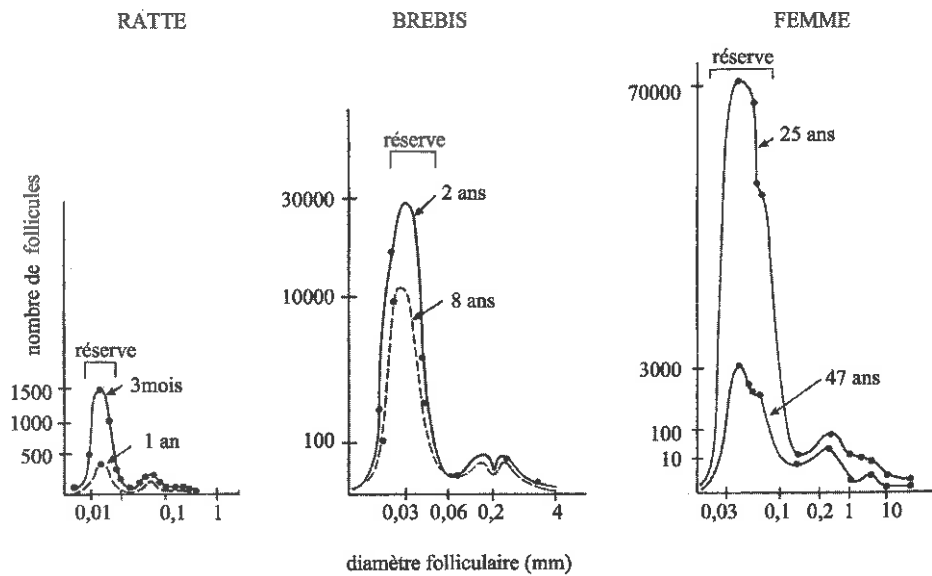 RATTE
BREBIS
FEMME
nombre de follicules
1500
1000
500
réserve
3mois
1 an
0,01
0,1
1
30000
10000
100
réserve
2 ans
8 ans
0,03
0,06
0,2
4
70000
3000
100
10
réserve
25 ans
47 ans
0,03
0,1
0,2
1
10
diamètre folliculaire (mm)